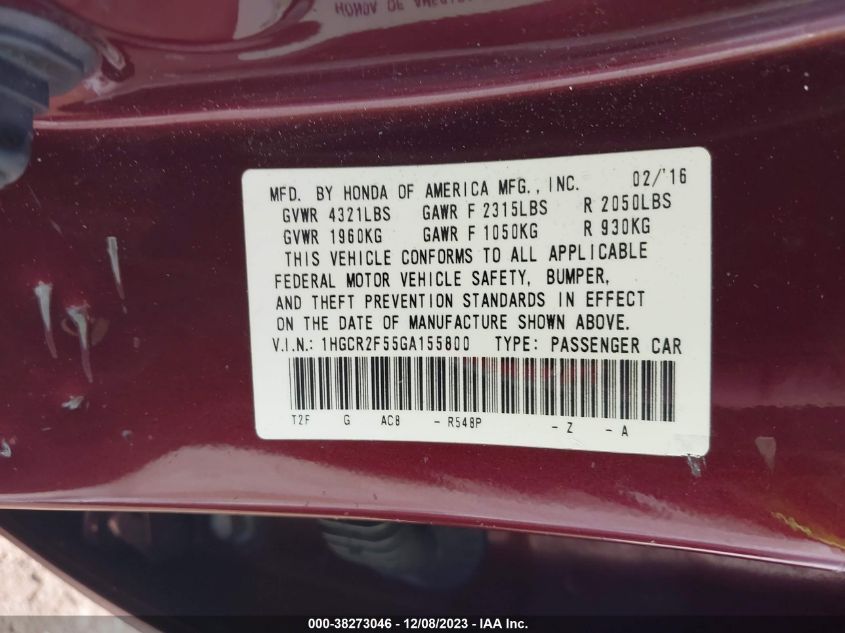 HONDA OF AMERICA
MFD. BY HONDA OF AMERICA MFG., INC. 02/'16
GVWR 4321LBS GAWR F 2315LBS R 2050LBS
GVWR 1960KG GAWR F 1050KG R 930KG
THIS VEHICLE CONFORMS TO ALL APPLICABLE
FEDERAL MOTOR VEHICLE SAFETY, BUMPER,
AND THEFT PREVENTION STANDARDS IN EFFECT
ON THE DATE OF MANUFACTURE SHOWN ABOVE.
V.I.N.: 1HGCR2F55GA155800 TYPE: PASSENGER CAR
T2F G AC8 - R548P - Z - A
000-38273046 - 12/08/2023 - IAA Inc.